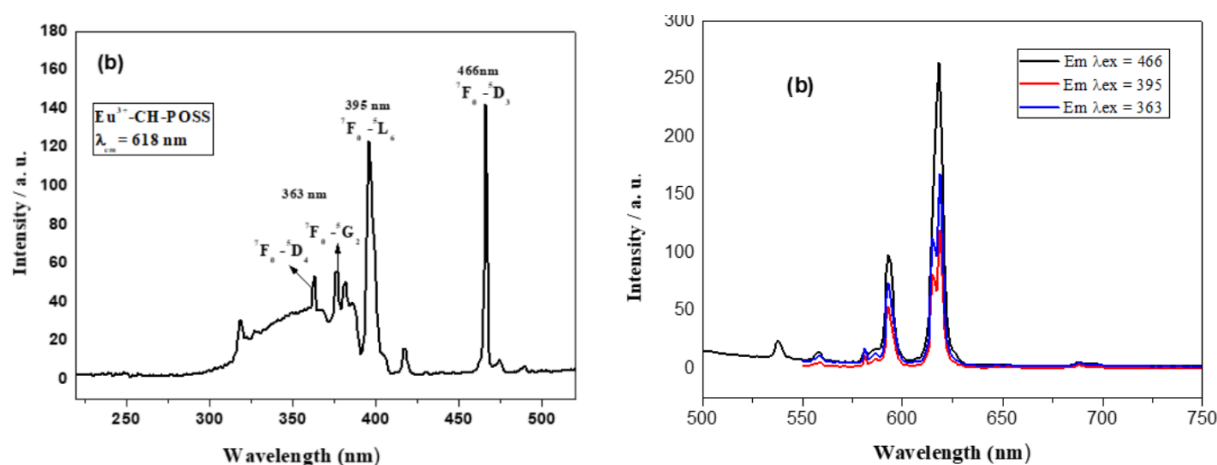 180
160
140
120
100
80
60
40
20
0
Intensity / a. u.
(b)
Eu³⁺-CH-POSS
λem = 618 nm
363 nm
⁷F₀ - ⁵D₄
⁷F₀ - ⁵G₂
395 nm
⁷F₀ - ⁵L₆
466nm
⁷F₀ - ⁵D₃
250 300 350 400 450 500
Wavelength (nm)
300
250
200
150
100
50
0
Intensity / a. u.
(b)
Em λex = 466
Em λex = 395
Em λex = 363
500 550 600 650 700 750
Wavelength (nm)